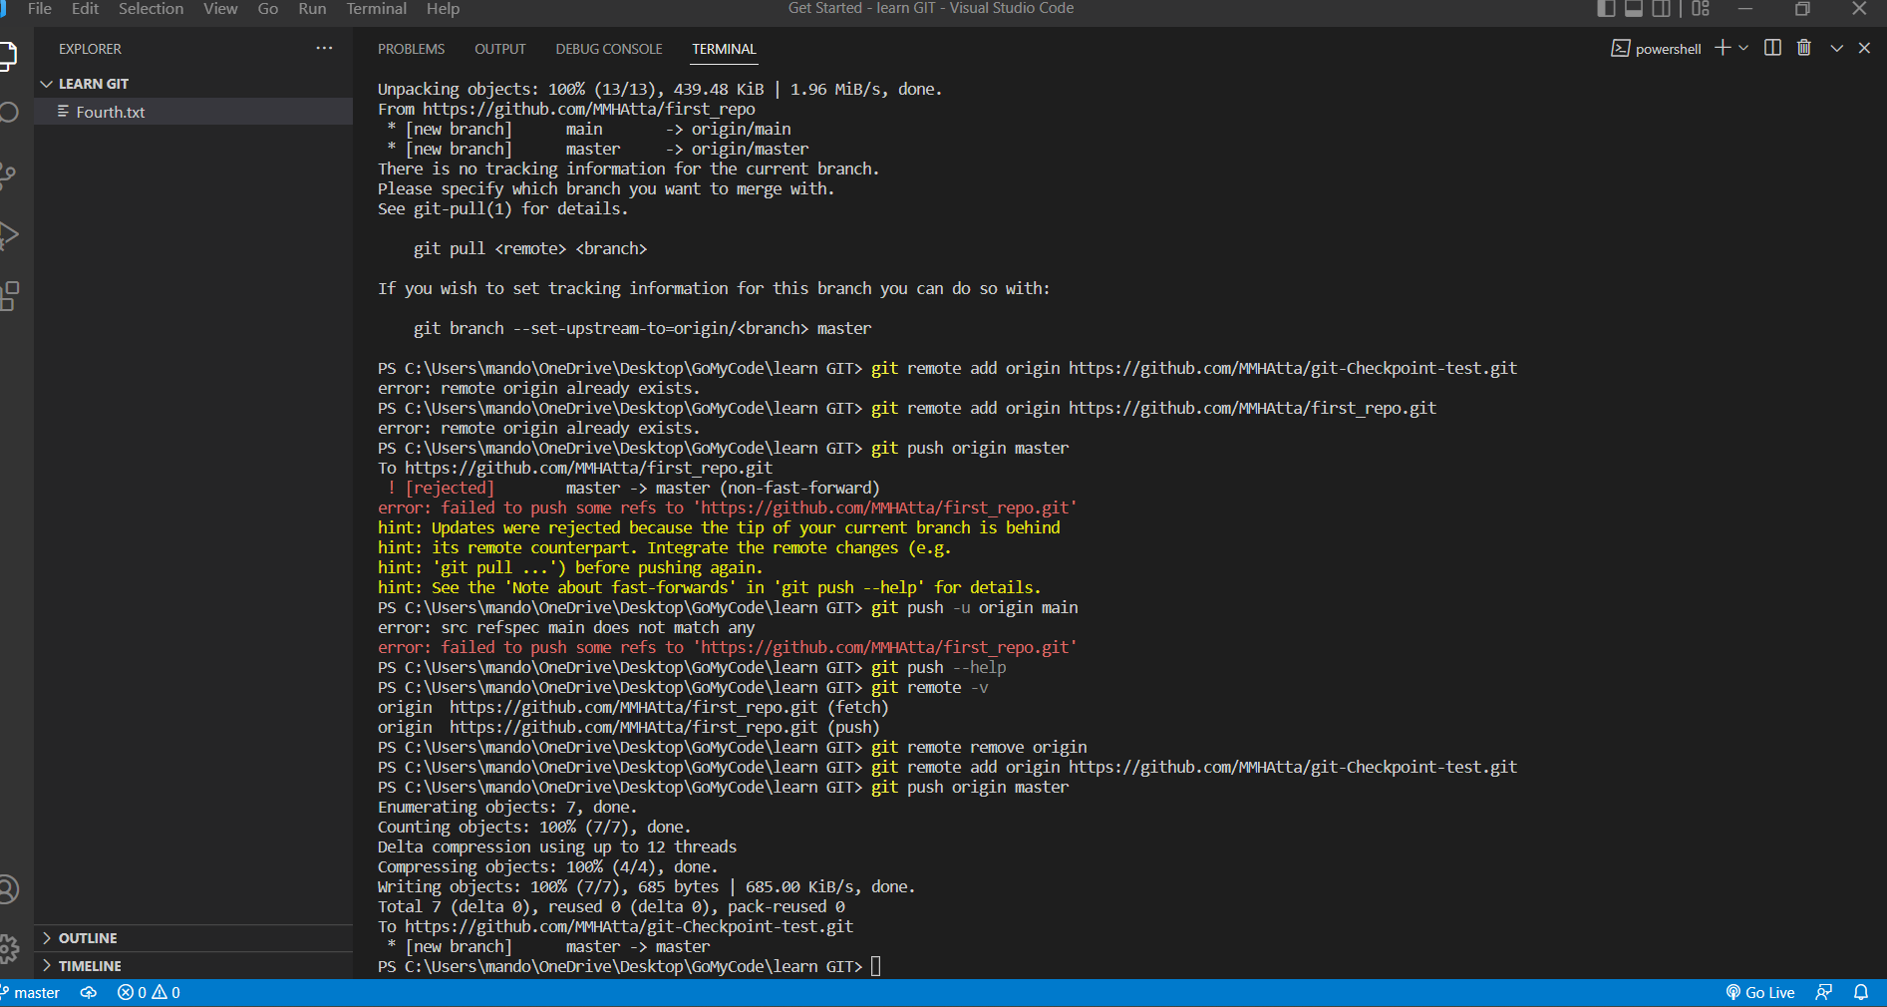 File Edit Selection View Go Run Terminal Help
Get Started - learn GIT - Visual Studio Code
EXPLORER
LEARN GIT
Fourth.txt
OUTLINE
TIMELINE
PROBLEMS OUTPUT DEBUG CONSOLE TERMINAL
powershell
Unpacking objects: 100% (13/13), 439.48 KiB | 1.96 MiB/s, done.
From https://github.com/MMHAtta/first_repo
 * [new branch]      main       -> origin/main
 * [new branch]      master     -> origin/master
There is no tracking information for the current branch.
Please specify which branch you want to merge with.
See git-pull(1) for details.
    git pull <remote> <branch>
If you wish to set tracking information for this branch you can do so with:
    git branch --set-upstream-to=origin/<branch> master
PS C:\Users\mando\OneDrive\Desktop\GoMyCode\learn GIT> git remote add origin https://github.com/MMHAtta/git-Checkpoint-test.git
error: remote origin already exists.
PS C:\Users\mando\OneDrive\Desktop\GoMyCode\learn GIT> git remote add origin https://github.com/MMHAtta/first_repo.git
error: remote origin already exists.
PS C:\Users\mando\OneDrive\Desktop\GoMyCode\learn GIT> git push origin master
To https://github.com/MMHAtta/first_repo.git
 ! [rejected]        master -> master (non-fast-forward)
error: failed to push some refs to 'https://github.com/MMHAtta/first_repo.git'
hint: Updates were rejected because the tip of your current branch is behind
hint: its remote counterpart. Integrate the remote changes (e.g.
hint: 'git pull ...') before pushing again.
hint: See the 'Note about fast-forwards' in 'git push --help' for details.
PS C:\Users\mando\OneDrive\Desktop\GoMyCode\learn GIT> git push -u origin main
error: src refspec main does not match any
error: failed to push some refs to 'https://github.com/MMHAtta/first_repo.git'
PS C:\Users\mando\OneDrive\Desktop\GoMyCode\learn GIT> git push --help
PS C:\Users\mando\OneDrive\Desktop\GoMyCode\learn GIT> git remote -v
origin  https://github.com/MMHAtta/first_repo.git (fetch)
origin  https://github.com/MMHAtta/first_repo.git (push)
PS C:\Users\mando\OneDrive\Desktop\GoMyCode\learn GIT> git remote remove origin
PS C:\Users\mando\OneDrive\Desktop\GoMyCode\learn GIT> git remote add origin https://github.com/MMHAtta/git-Checkpoint-test.git
PS C:\Users\mando\OneDrive\Desktop\GoMyCode\learn GIT> git push origin master
Enumerating objects: 7, done.
Counting objects: 100% (7/7), done.
Delta compression using up to 12 threads
Compressing objects: 100% (4/4), done.
Writing objects: 100% (7/7), 685 bytes | 685.00 KiB/s, done.
Total 7 (delta 0), reused 0 (delta 0), pack-reused 0
To https://github.com/MMHAtta/git-Checkpoint-test.git
 * [new branch]      master -> master
PS C:\Users\mando\OneDrive\Desktop\GoMyCode\learn GIT>
master 0 0 Go Live